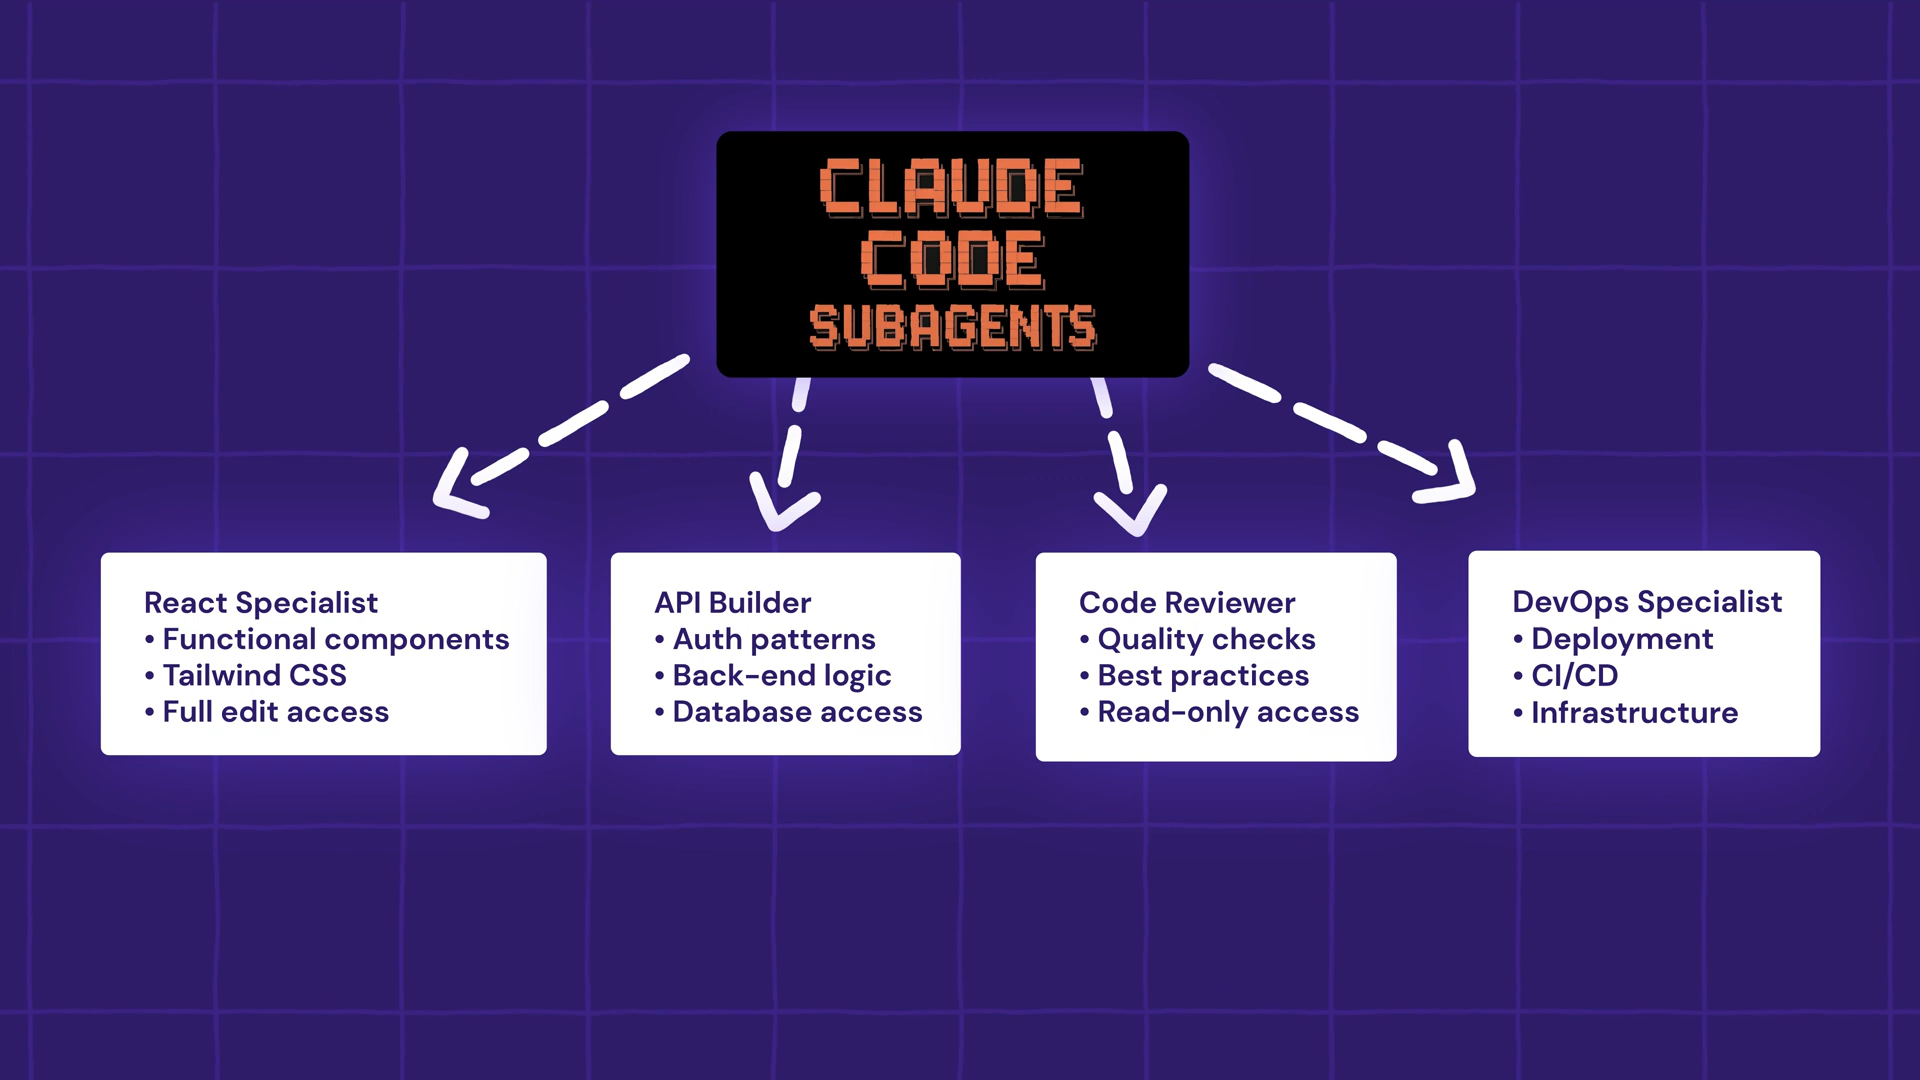 CLAUDE
CODE
SUBAGENTS
React Specialist
• Functional components
• Tailwind CSS
• Full edit access
API Builder
• Auth patterns
• Back-end logic
• Database access
Code Reviewer
• Quality checks
• Best practices
• Read-only access
DevOps Specialist
• Deployment
• CI/CD
• Infrastructure